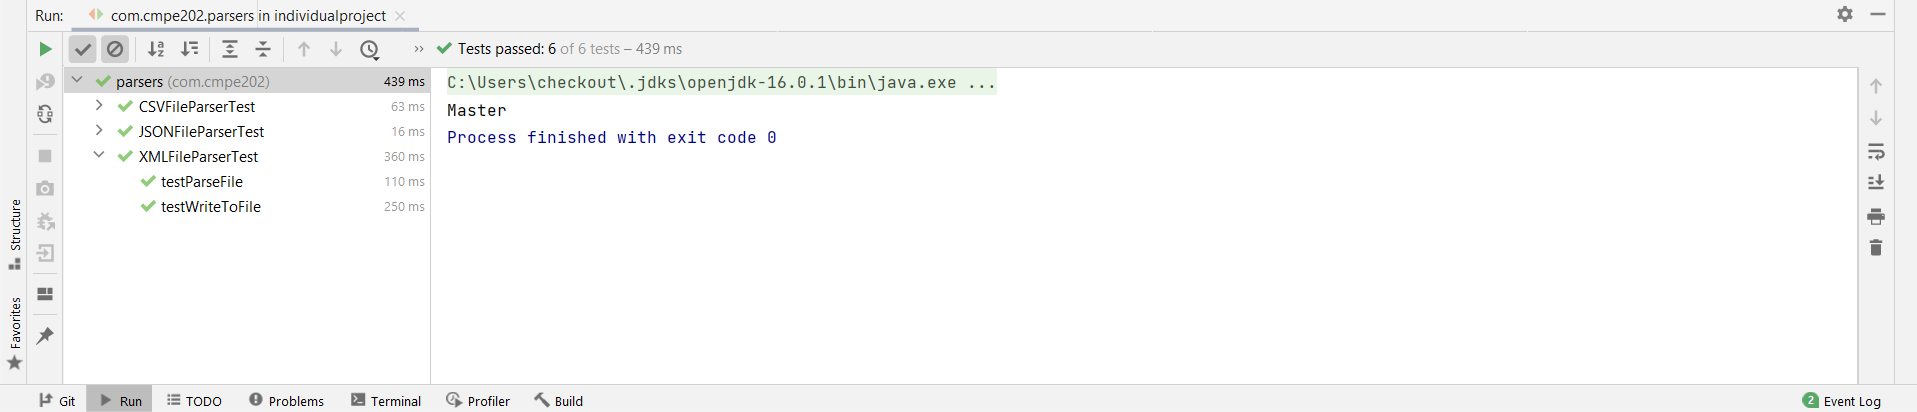 Run: com.cmpe202.parsers in individualproject
Tests passed: 6 of 6 tests – 439 ms
parsers (com.cmpe202) 439 ms
CSVFileParserTest 63 ms
JSONFileParserTest 16 ms
XMLFileParserTest 360 ms
testParseFile 110 ms
testWriteToFile 250 ms
C:\Users\checkout\.jdks\openjdk-16.0.1\bin\java.exe ...
Master
Process finished with exit code 0
Structure
Favorites
Git Run TODO Problems Terminal Profiler Build 2 Event Log